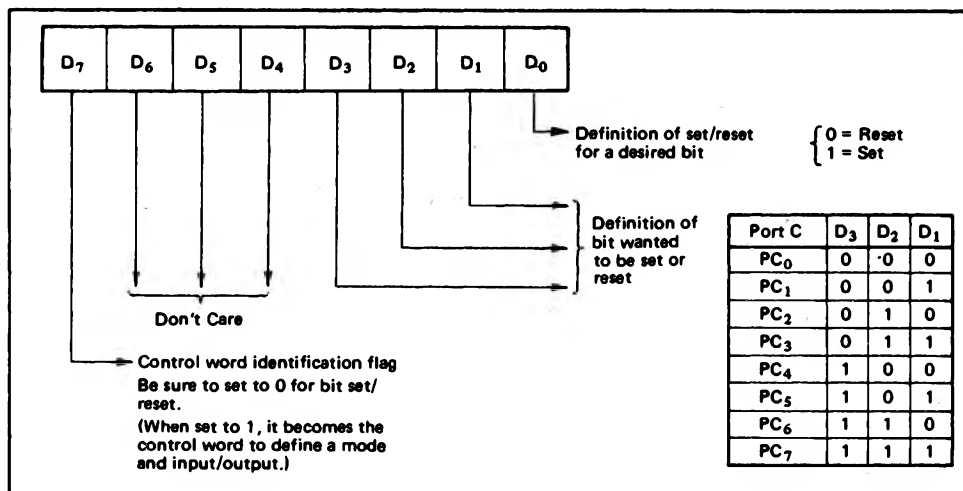 D7 D6 D5 D4 D3 D2 D1 D0
Definition of set/reset
for a desired bit
0 = Reset
1 = Set
Definition of
bit wanted
to be set or
reset
Don't Care
Control word identification flag
Be sure to set to 0 for bit set/
reset.
(When set to 1, it becomes the
control word to define a mode
and input/output.)
Port C D3 D2 D1
PC0 0 0 0
PC1 0 0 1
PC2 0 1 0
PC3 0 1 1
PC4 1 0 0
PC5 1 0 1
PC6 1 1 0
PC7 1 1 1